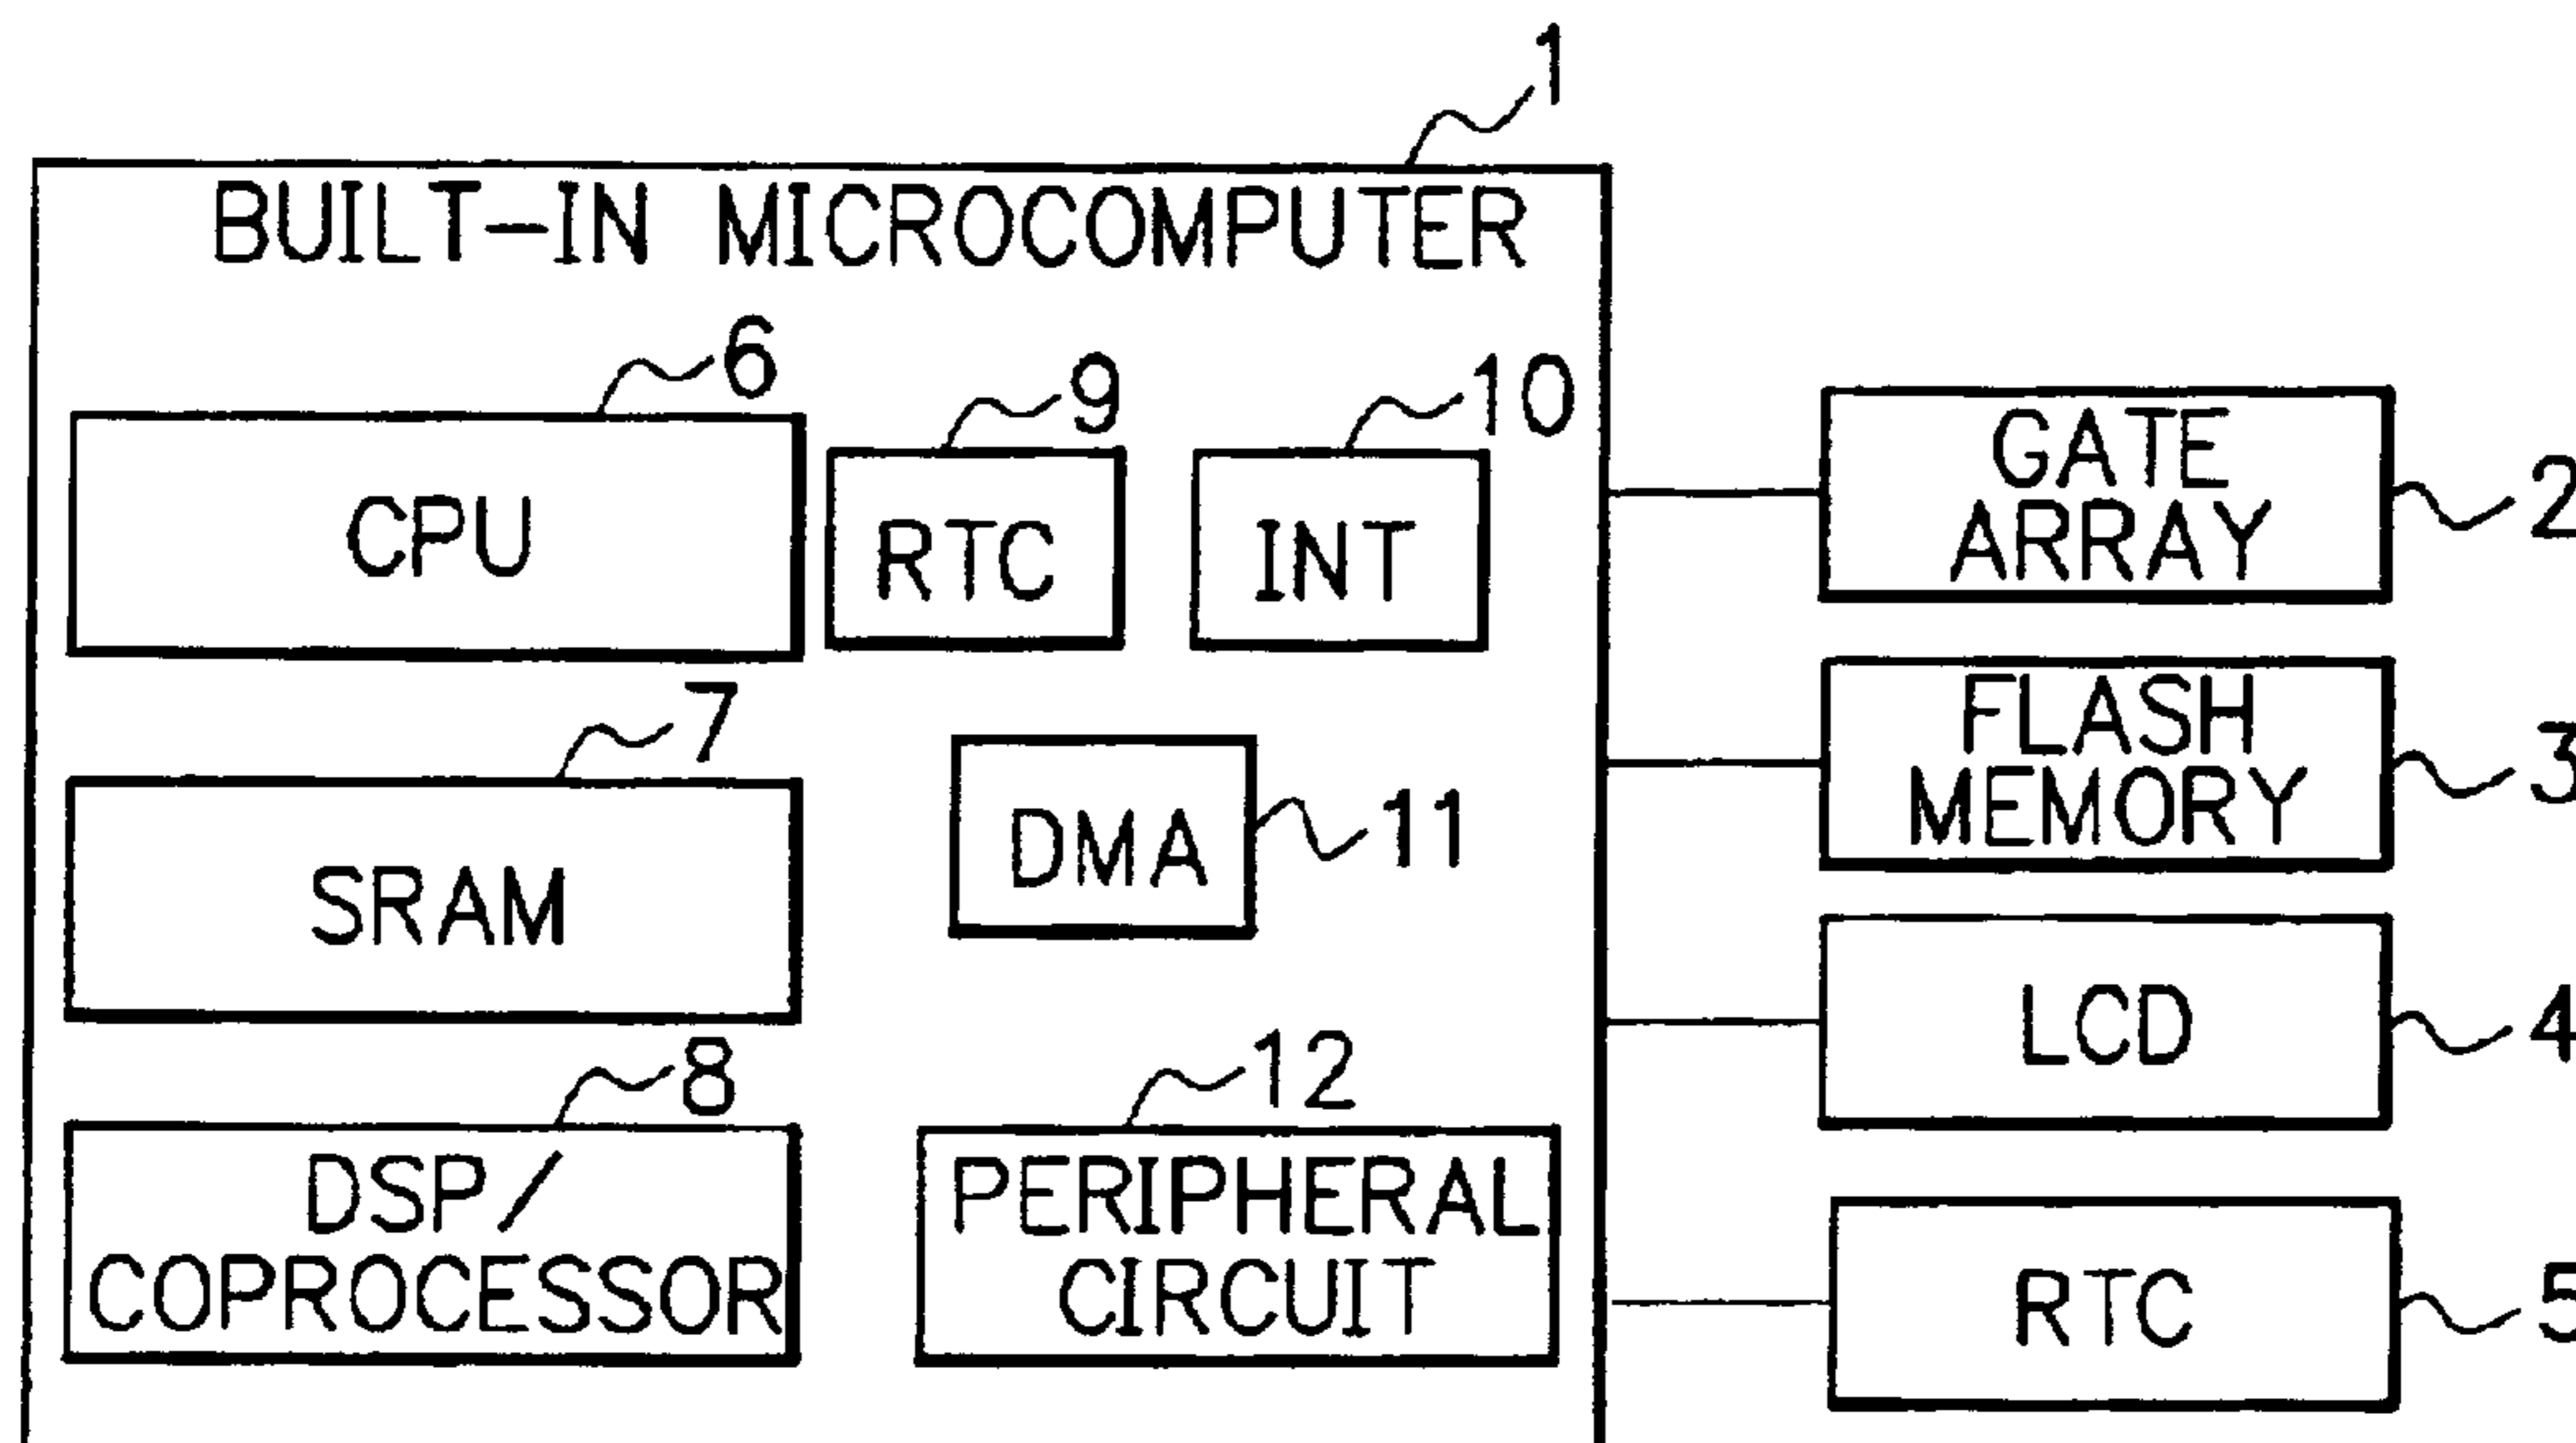 1
BUILT-IN MICROCOMPUTER
6
9
10
CPU
RTC
INT
GATE
ARRAY
2
7
SRAM
DMA
11
FLASH
MEMORY
3
8
DSP/
COPROCESSOR
12
PERIPHERAL
CIRCUIT
LCD
4
RTC
5